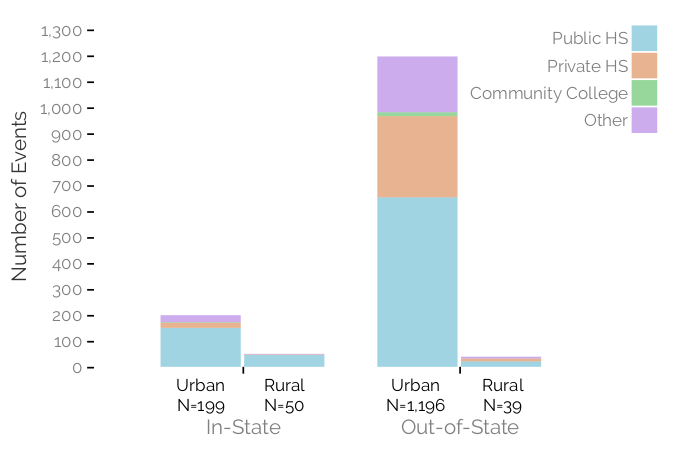 Number of Events
1,300
1,200
1,100
1,000
900
800
700
600
500
400
300
200
100
0
Public HS
Private HS
Community College
Other
Urban Rural Urban Rural
N=199 N=50 N=1,196 N=39
In-State Out-of-State